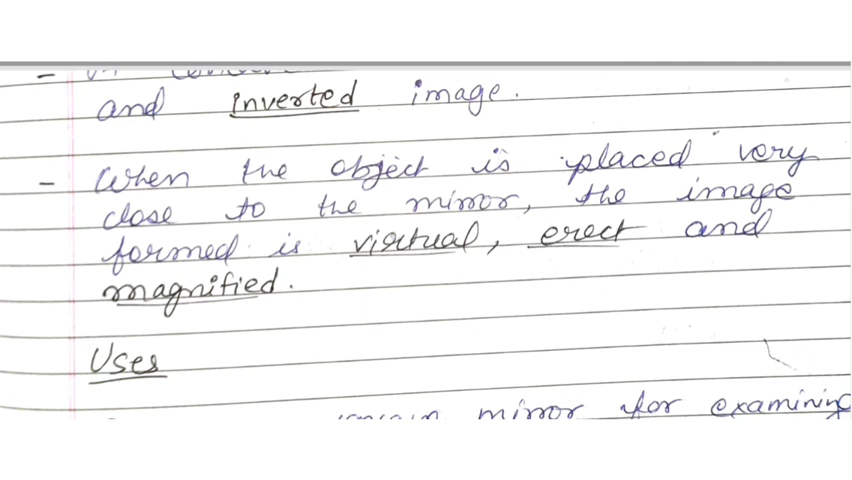 -
and inverted image.
- When the object is placed very
close to the mirror, the image
formed is virtual, erect and
magnified.
Uses
mirror for examining